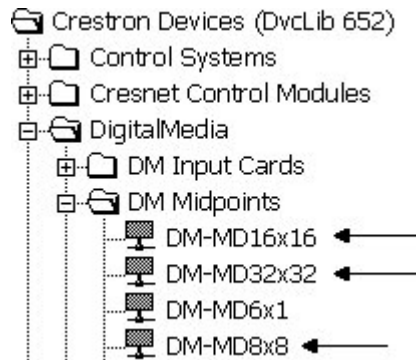 Crestron Devices (DvcLib 652)
Control Systems
Cresnet Control Modules
DigitalMedia
DM Input Cards
DM Midpoints
DM-MD16x16
DM-MD32x32
DM-MD6x1
DM-MD8x8